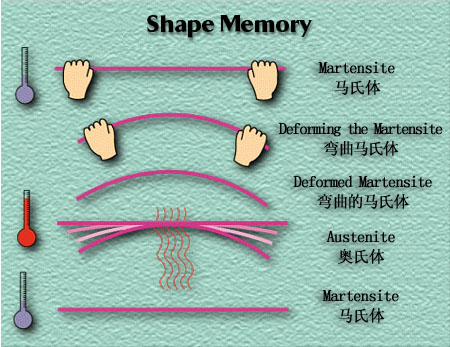 Shape Memory
Martensite
马氏体
Deforming the Martensite
弯曲马氏体
Deformed Martensite
弯曲的马氏体
Austenite
奥氏体
Martensite
马氏体